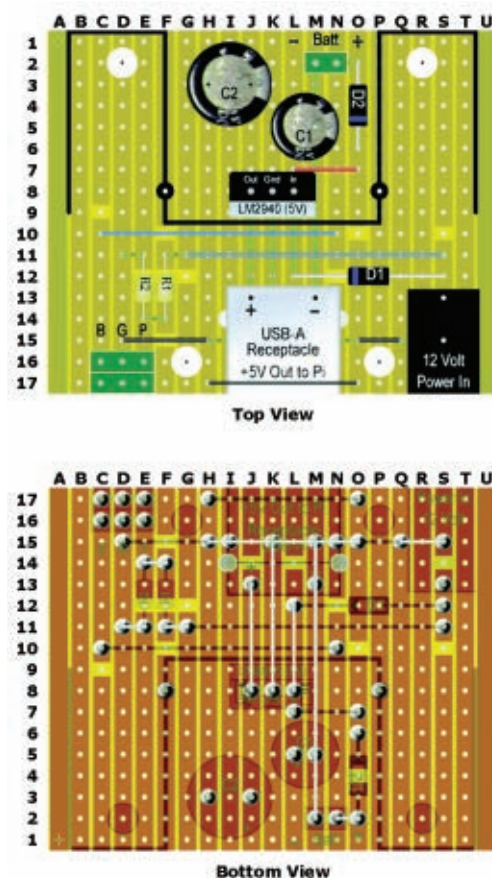 A B C D E F G H I J K L M N O P Q R S T U
1
2
3
4
5
6
7
8
9
10
11
12
13
14
15
16
17
- Batt +
C2
C1
D2
Out Gnd In
LM2940 (5V)
D1
R2 R1
B G P
+ -
USB-A
Receptacle
+5V Out to Pi
12 Volt
Power In
Top View
A B C D E F G H I J K L M N O P Q R S T U
17
16
15
14
13
12
11
10
9
8
7
6
5
4
3
2
1
Bottom View